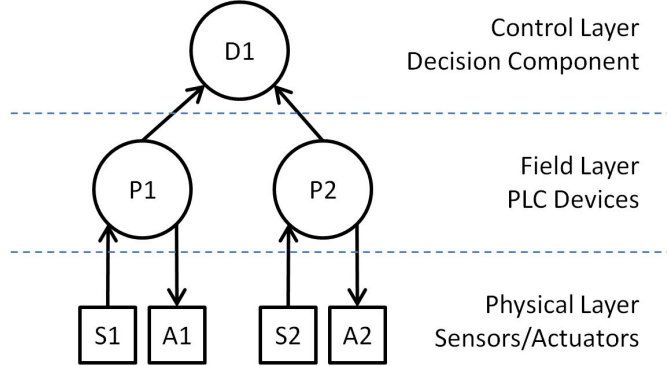 D1
Control Layer
Decision Component
P1
P2
Field Layer
PLC Devices
S1
A1
S2
A2
Physical Layer
Sensors/Actuators